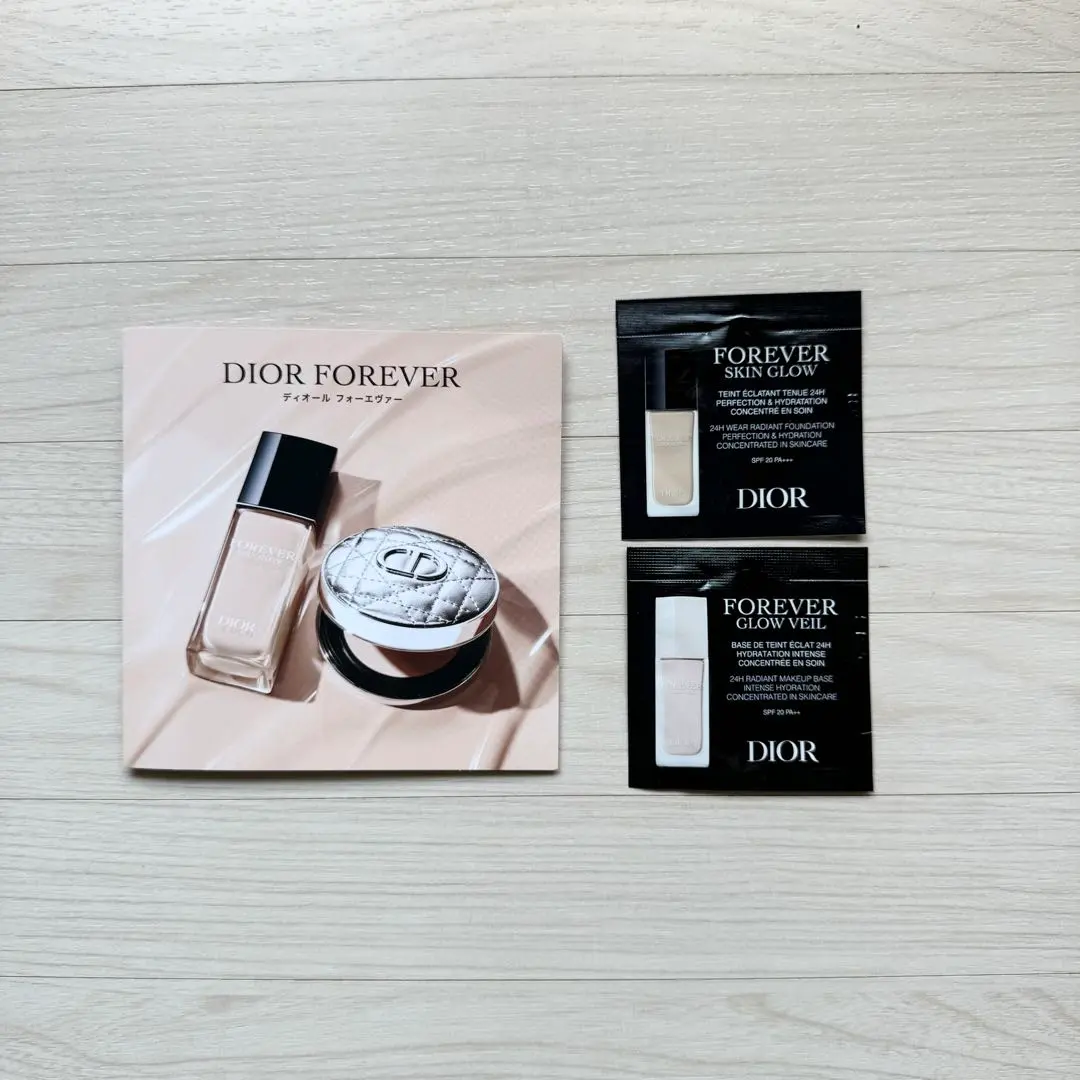 DIOR FOREVER
ディオール フォーエヴァー
FOREVER
DIOR
FOREVER
SKIN GLOW
TEINT ÉCLATANT TENUE 24H
PERFECTION & HYDRATATION
CONCENTRÉ EN SOIN
24H WEAR RADIANT FOUNDATION
PERFECTION & HYDRATION
CONCENTRATED IN SKINCARE
SPF 20 PA+++
DIOR
FOREVER
GLOW VEIL
BASE DE TEINT ÉCLAT 24H
HYDRATATION INTENSE
CONCENTRÉE EN SOIN
24H RADIANT MAKEUP BASE
INTENSE HYDRATION
CONCENTRATED IN SKINCARE
SPF 20 PA++
DIOR